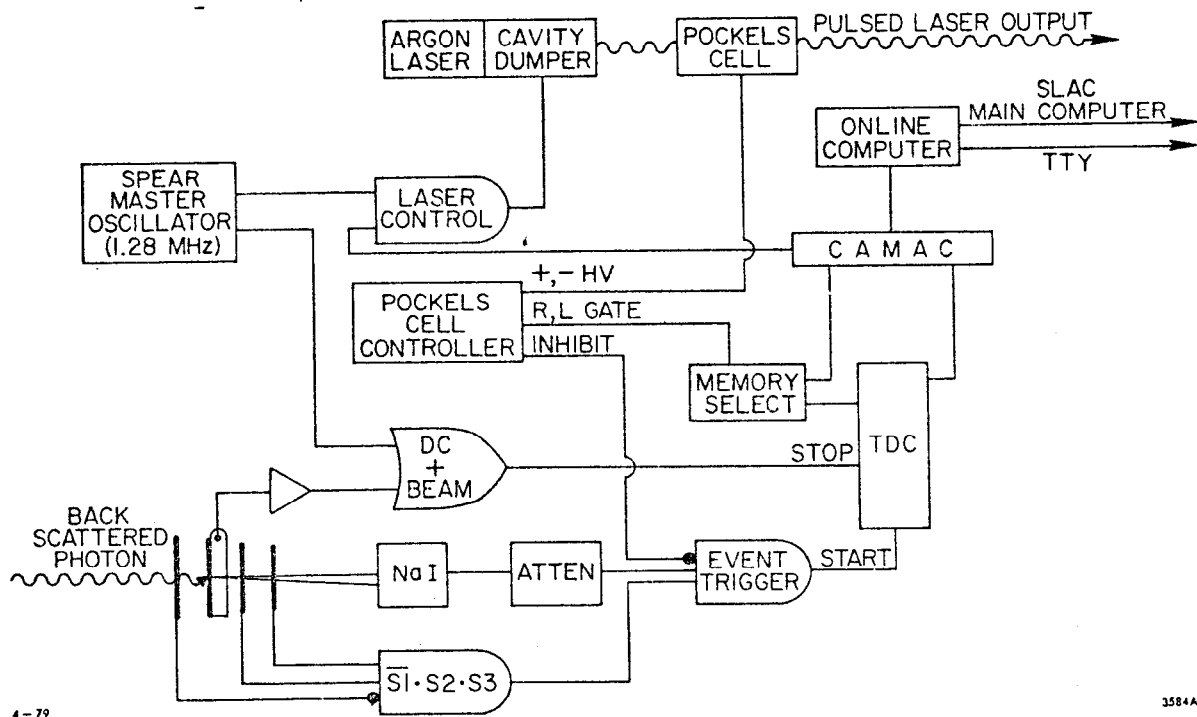 ARGON LASER
CAVITY DUMPER
POCKELS CELL
PULSED LASER OUTPUT
SLAC
MAIN COMPUTER
ONLINE COMPUTER
TTY
SPEAR
MASTER
OSCILLATOR
(1.28 MHz)
LASER CONTROL
CAMAC
+,- HV
POCKELS
CELL
CONTROLLER
R,L GATE
INHIBIT
MEMORY SELECT
DC
+
BEAM
STOP
TDC
BACK
SCATTERED
PHOTON
NaI
ATTEN
EVENT TRIGGER
START
S̅1̅·S2·S3
4-79
3584A